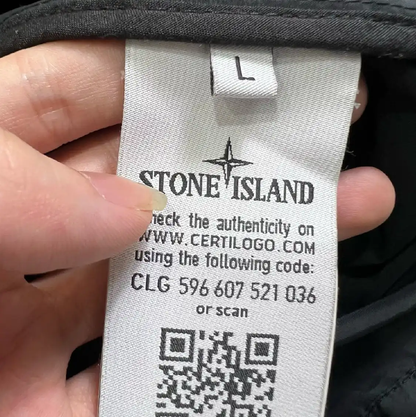 L
STONE ISLAND
heck the authenticity on
WWW.CERTILOGO.COM
using the following code:
CLG 596 607 521 036
or scan